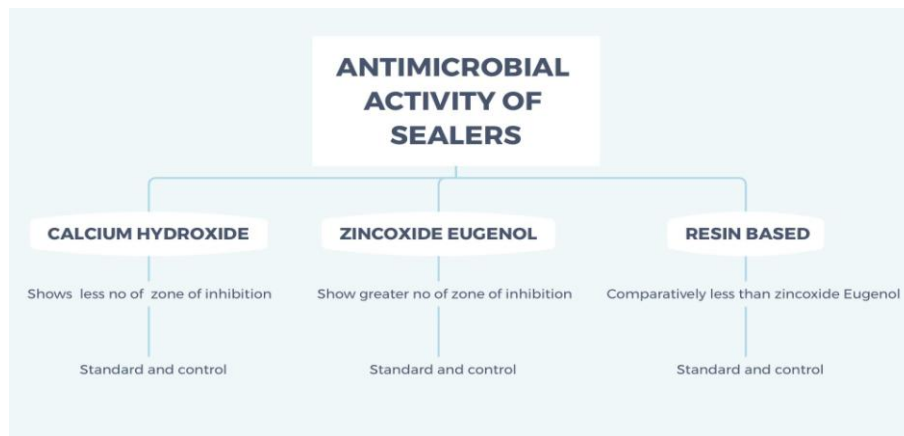 ANTIMICROBIAL
ACTIVITY OF
SEALERS
CALCIUM HYDROXIDE
ZINCOXIDE EUGENOL
RESIN BASED
Shows less no of zone of inhibition
Show greater no of zone of inhibition
Comparatively less than zincoxide Eugenol
Standard and control
Standard and control
Standard and control